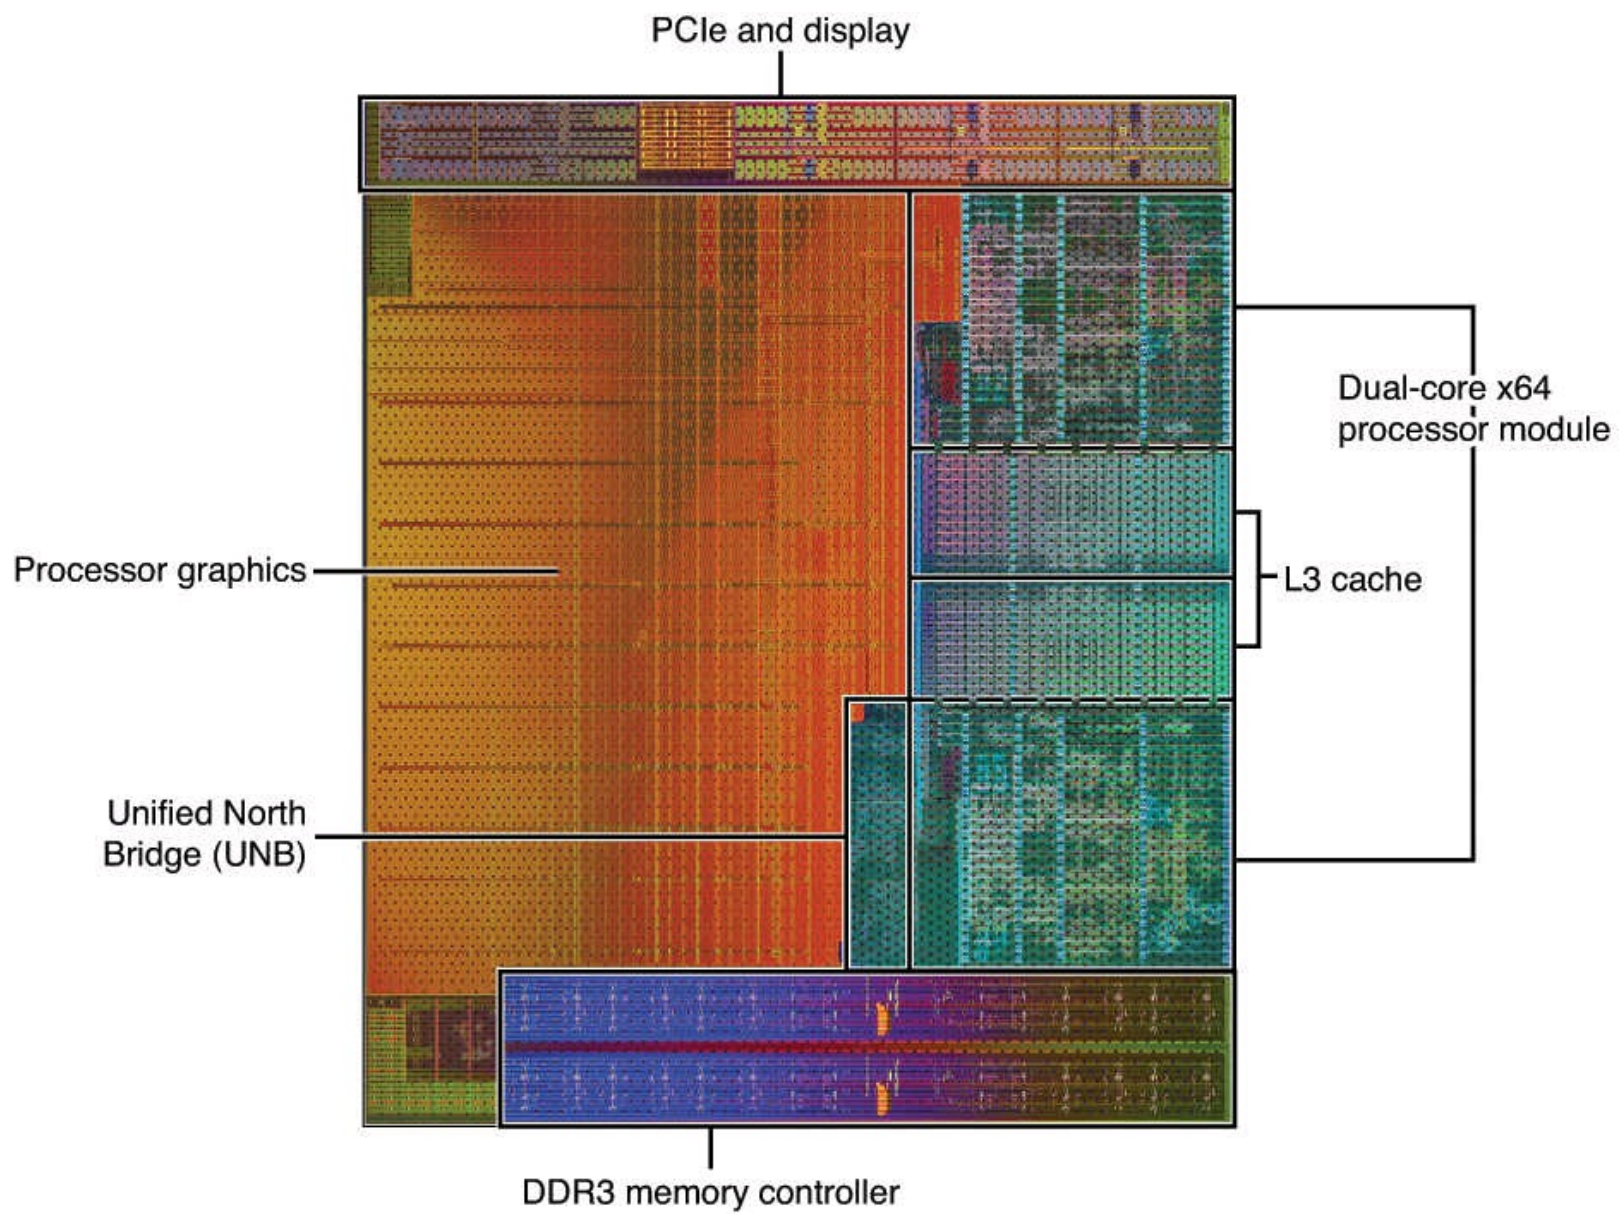 PCIe and display
Dual-core x64
processor module
Processor graphics
L3 cache
Unified North
Bridge (UNB)
DDR3 memory controller